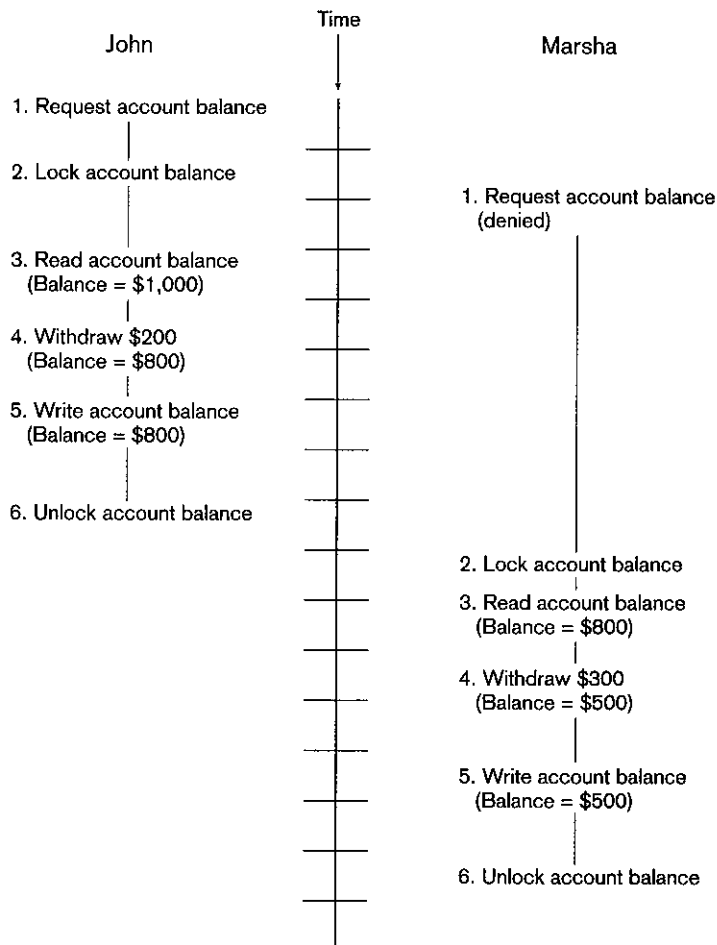 Time
John
Marsha
1. Request account balance
2. Lock account balance
3. Read account balance
(Balance = $1,000)
4. Withdraw $200
(Balance = $800)
5. Write account balance
(Balance = $800)
6. Unlock account balance
1. Request account balance
(denied)
2. Lock account balance
3. Read account balance
(Balance = $800)
4. Withdraw $300
(Balance = $500)
5. Write account balance
(Balance = $500)
6. Unlock account balance